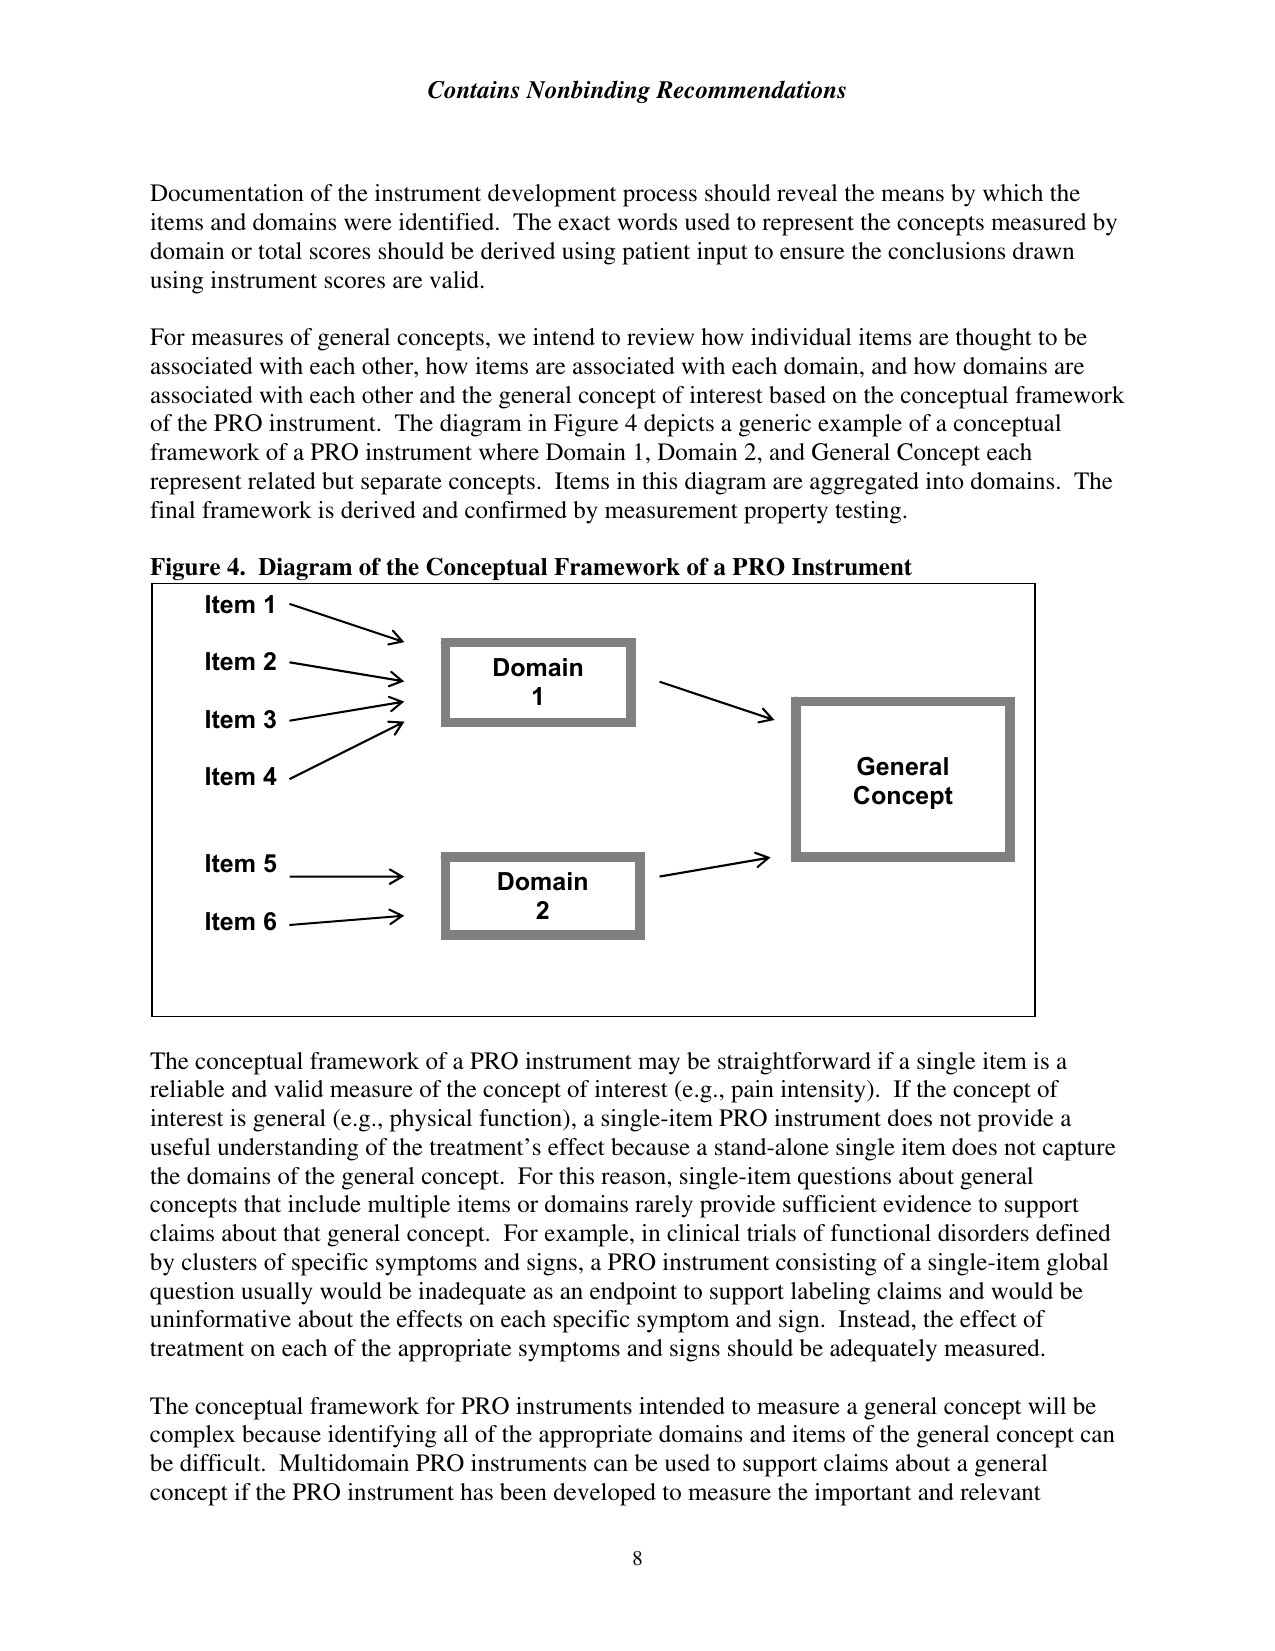 Contains Nonbinding Recommendations
Documentation of the instrument development process should reveal the means by which the
items and domains were identified.  The exact words used to represent the concepts measured by
domain or total scores should be derived using patient input to ensure the conclusions drawn
using instrument scores are valid.
For measures of general concepts, we intend to review how individual items are thought to be
associated with each other, how items are associated with each domain, and how domains are
associated with each other and the general concept of interest based on the conceptual framework
of the PRO instrument.  The diagram in Figure 4 depicts a generic example of a conceptual
framework of a PRO instrument where Domain 1, Domain 2, and General Concept each
represent related but separate concepts.  Items in this diagram are aggregated into domains.  The
final framework is derived and confirmed by measurement property testing.
Figure 4.  Diagram of the Conceptual Framework of a PRO Instrument
Item 1
Item 2
Item 3
Item 4
Domain
1
General
Concept
Item 5
Item 6
Domain
2
The conceptual framework of a PRO instrument may be straightforward if a single item is a
reliable and valid measure of the concept of interest (e.g., pain intensity).  If the concept of
interest is general (e.g., physical function), a single-item PRO instrument does not provide a
useful understanding of the treatment’s effect because a stand-alone single item does not capture
the domains of the general concept.  For this reason, single-item questions about general
concepts that include multiple items or domains rarely provide sufficient evidence to support
claims about that general concept.  For example, in clinical trials of functional disorders defined
by clusters of specific symptoms and signs, a PRO instrument consisting of a single-item global
question usually would be inadequate as an endpoint to support labeling claims and would be
uninformative about the effects on each specific symptom and sign.  Instead, the effect of
treatment on each of the appropriate symptoms and signs should be adequately measured.
The conceptual framework for PRO instruments intended to measure a general concept will be
complex because identifying all of the appropriate domains and items of the general concept can
be difficult.  Multidomain PRO instruments can be used to support claims about a general
concept if the PRO instrument has been developed to measure the important and relevant
8